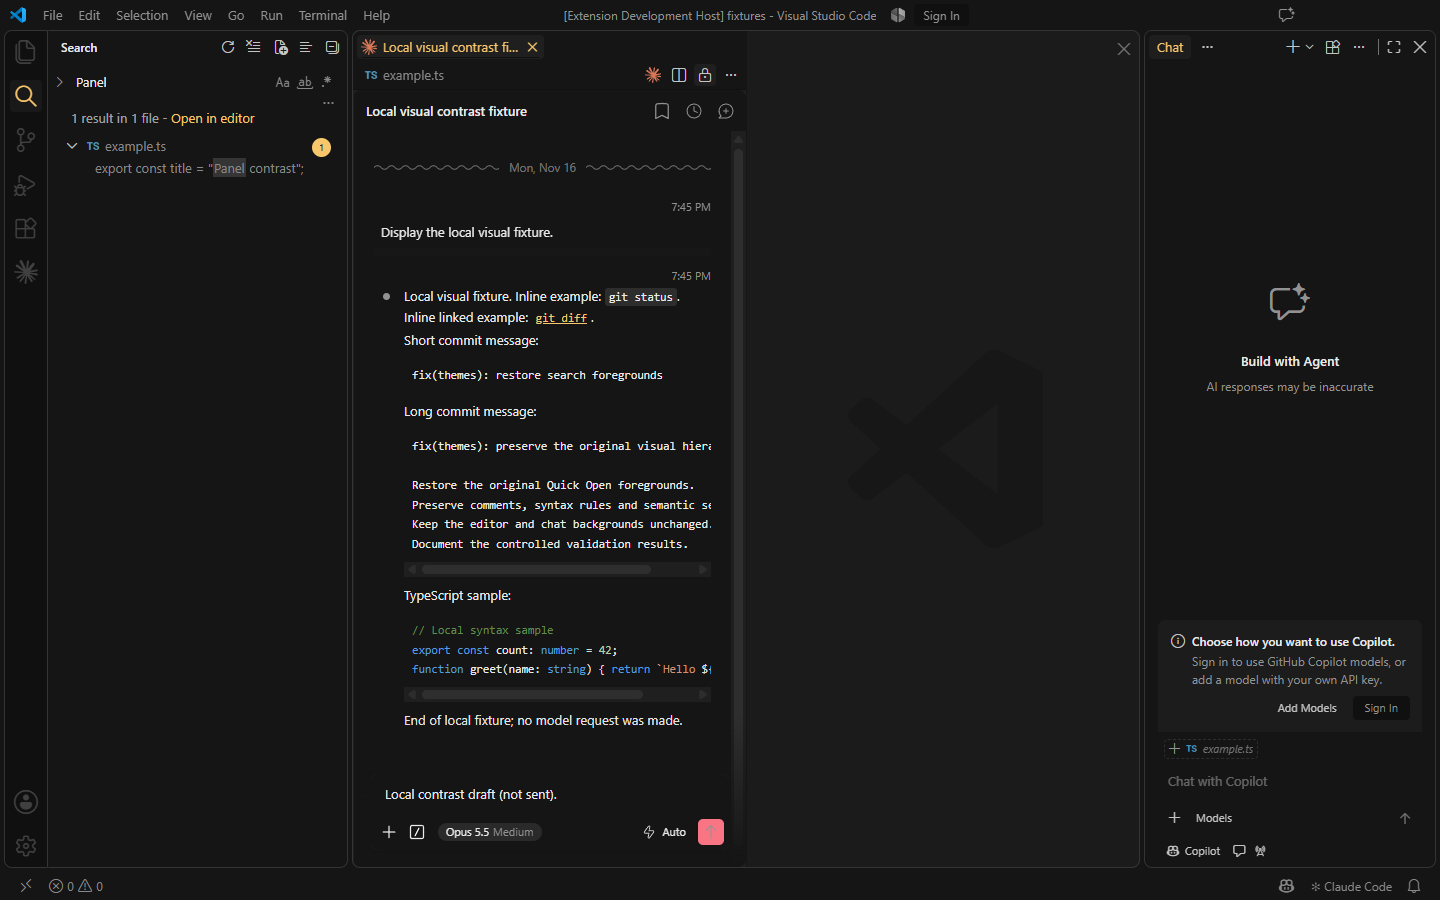 File Edit Selection View Go Run Terminal Help
[Extension Development Host] fixtures - Visual Studio Code
Sign In
Search
Panel
Aa ab .*
1 result in 1 file - Open in editor
TS example.ts
1
export const title = "Panel contrast";
Local visual contrast fi...
TS example.ts
Local visual contrast fixture
Mon, Nov 16
7:45 PM
Display the local visual fixture.
7:45 PM
Local visual fixture. Inline example: git status.
Inline linked example: git diff .
Short commit message:
fix(themes): restore search foregrounds
Long commit message:
fix(themes): preserve the original visual hiera
Restore the original Quick Open foregrounds.
Preserve comments, syntax rules and semantic se
Keep the editor and chat backgrounds unchanged.
Document the controlled validation results.
TypeScript sample:
// Local syntax sample
export const count: number = 42;
function greet(name: string) { return `Hello ${
End of local fixture; no model request was made.
Local contrast draft (not sent).
Opus 5.5 Medium
Auto
Chat
Build with Agent
AI responses may be inaccurate
Choose how you want to use Copilot.
Sign in to use GitHub Copilot models, or
add a model with your own API key.
Add Models Sign In
TS example.ts
Chat with Copilot
Models
Copilot
0 0
Claude Code